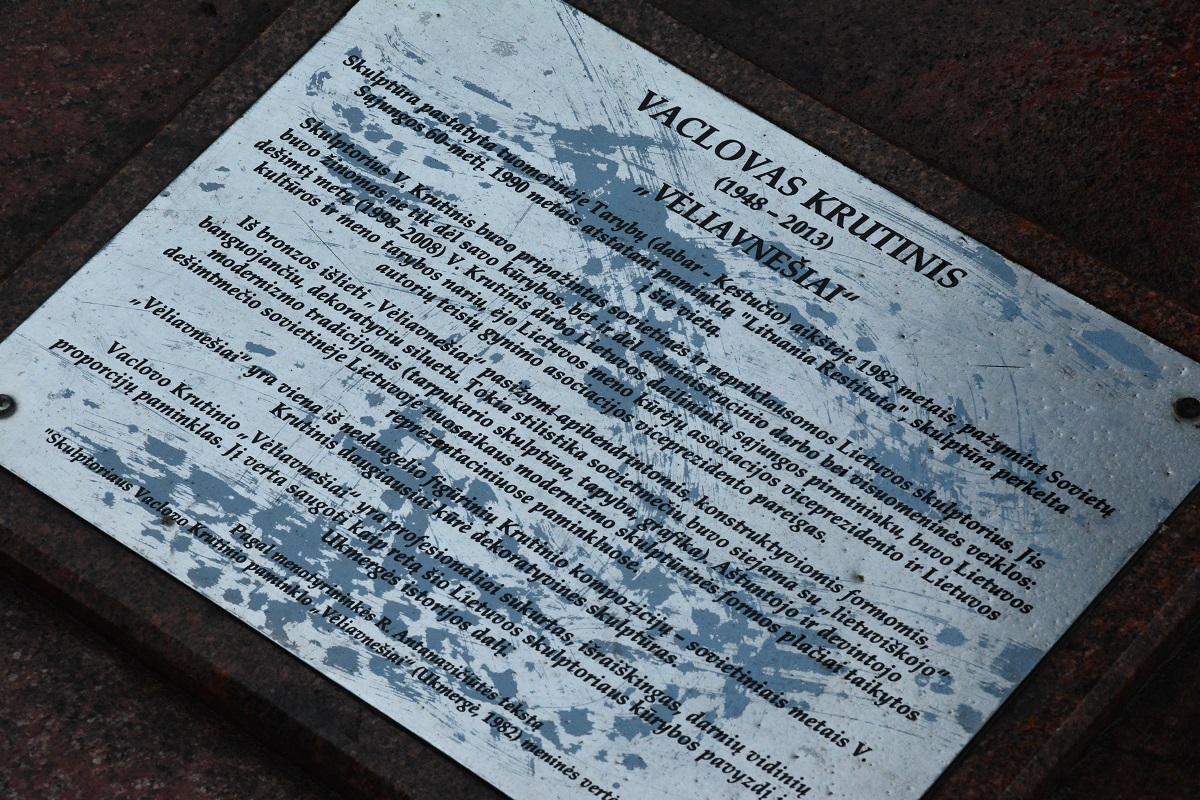 VACLOVAS KRUTINIS
(1948 – 2013)
„ VĖLIAVNEŠIAI“
Skulptūra pastatyta tuometinėje Tarybų (dabar – Kęstučio) aikštėje 1982 metais, pažymint Sovietų
Sąjungos 60-metį. 1990 metais atstatant paminklą "Lituania Restituta", skulptūra perkelta
į šią vietą
Skulptorius V. Krutinis buvo pripažintas sovietinės ir nepriklausomos Lietuvos skulptorius. Jis
buvo žinomas ne tik dėl savo kūrybos, bet ir dėl administracinio darbo bei visuomeninės veiklos:
dešimtį metų (1998–2008) V. Krutinis dirbo Lietuvos dailininkų sąjungos pirmininku, buvo Lietuvos
kultūros ir meno tarybos nariu, ėjo Lietuvos meno kūrėjų asociacijos viceprezidento ir Lietuvos
autorių teisių gynimo asociacijos viceprezidento pareigas.
Iš bronzos išlieti „ Vėliavnešiai“ pasižymi apibendrintomis, konstruktyviomis formomis,
banguojančiu, dekoratyviu siluetu. Tokia stilistika sovietmečiu buvo siejama su „ lietuviškojo“
modernizmo tradicijomis (tarpukario skulptūra, tapyba, grafika). Aštuntojo ir devintojo
dešimtmečio sovietinėje Lietuvoje nuosaikaus modernizmo skulptūrinės formos plačiai taikytos
reprezentaciniuose paminkluose.
„Vėliavnešiai“ yra viena iš nedaugelio figūrinių Krutinio kompozicijų – sovietiniais metais V.
Krutinis daugiausiai kūrė dekoratyvines skulptūras.
Vaclovo Krutinio „ Vėliavnešiai“ yra profesionaliai sukurtas, išraiškingas, darnių vidinių
proporcijų paminklas. Jį verta saugoti kaip retą šio Lietuvos skulptoriaus kūrybos pavyzdį ir
Ukmergės istorijos dalį.
Pagal menotyrininkės R.Antanavičiūtės tekstą
"Skulptoriaus Vaclovo Krutinio paminklo „Vėliavnešiai“ (Ukmergė, 1982) meninės